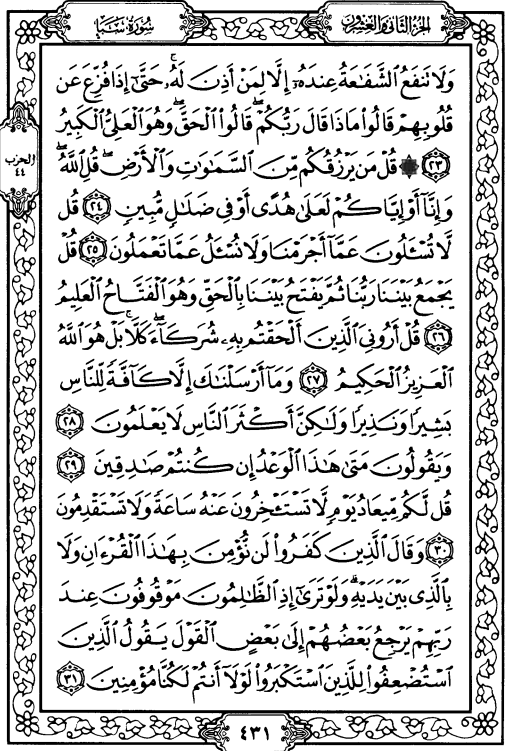 الجزء الثاني والعشرون
سورة سبأ
وَلَا تَنفَعُ ٱلشَّفَٰعَةُ عِندَهُۥٓ إِلَّا لِمَنْ أَذِنَ لَهُۥ ۚ حَتَّىٰٓ إِذَا فُزِّعَ عَن
قُلُوبِهِمْ قَالُوا۟ مَاذَا قَالَ رَبُّكُمْ ۖ قَالُوا۟ ٱلْحَقَّ ۖ وَهُوَ ٱلْعَلِىُّ ٱلْكَبِيرُ
٢٣ ۞ قُلْ مَن يَرْزُقُكُم مِّنَ ٱلسَّمَٰوَٰتِ وَٱلْأَرْضِ ۖ قُلِ ٱللَّهُ ۖ
وَإِنَّآ أَوْ إِيَّاكُمْ لَعَلَىٰ هُدًى أَوْ فِى ضَلَٰلٍ مُّبِينٍ ٢٤ قُل
لَّا تُسْـَٔلُونَ عَمَّآ أَجْرَمْنَا وَلَا نُسْـَٔلُ عَمَّا تَعْمَلُونَ ٢٥ قُلْ
يَجْمَعُ بَيْنَنَا رَبُّنَا ثُمَّ يَفْتَحُ بَيْنَنَا بِٱلْحَقِّ وَهُوَ ٱلْفَتَّاحُ ٱلْعَلِيمُ
٢٦ قُلْ أَرُونِىَ ٱلَّذِينَ أَلْحَقْتُم بِهِۦ شُرَكَآءَ ۖ كَلَّا ۚ بَلْ هُوَ ٱللَّهُ
ٱلْعَزِيزُ ٱلْحَكِيمُ ٢٧ وَمَآ أَرْسَلْنَٰكَ إِلَّا كَآفَّةً لِّلنَّاسِ
بَشِيرًا وَنَذِيرًا وَلَٰكِنَّ أَكْثَرَ ٱلنَّاسِ لَا يَعْلَمُونَ ٢٨
وَيَقُولُونَ مَتَىٰ هَٰذَا ٱلْوَعْدُ إِن كُنتُمْ صَٰدِقِينَ ٢٩
قُل لَّكُم مِّيعَادُ يَوْمٍ لَّا تَسْتَـْٔخِرُونَ عَنْهُ سَاعَةً وَلَا تَسْتَقْدِمُونَ
٣٠ وَقَالَ ٱلَّذِينَ كَفَرُوا۟ لَن نُّؤْمِنَ بِهَٰذَا ٱلْقُرْءَانِ وَلَا
بِٱلَّذِى بَيْنَ يَدَيْهِ ۗ وَلَوْ تَرَىٰٓ إِذِ ٱلظَّٰلِمُونَ مَوْقُوفُونَ عِندَ
رَبِّهِمْ يَرْجِعُ بَعْضُهُمْ إِلَىٰ بَعْضٍ ٱلْقَوْلَ يَقُولُ ٱلَّذِينَ
ٱسْتُضْعِفُوا۟ لِلَّذِينَ ٱسْتَكْبَرُوا۟ لَوْلَآ أَنتُمْ لَكُنَّا مُؤْمِنِينَ ٣١
الحزب
٤٤
٤٣١